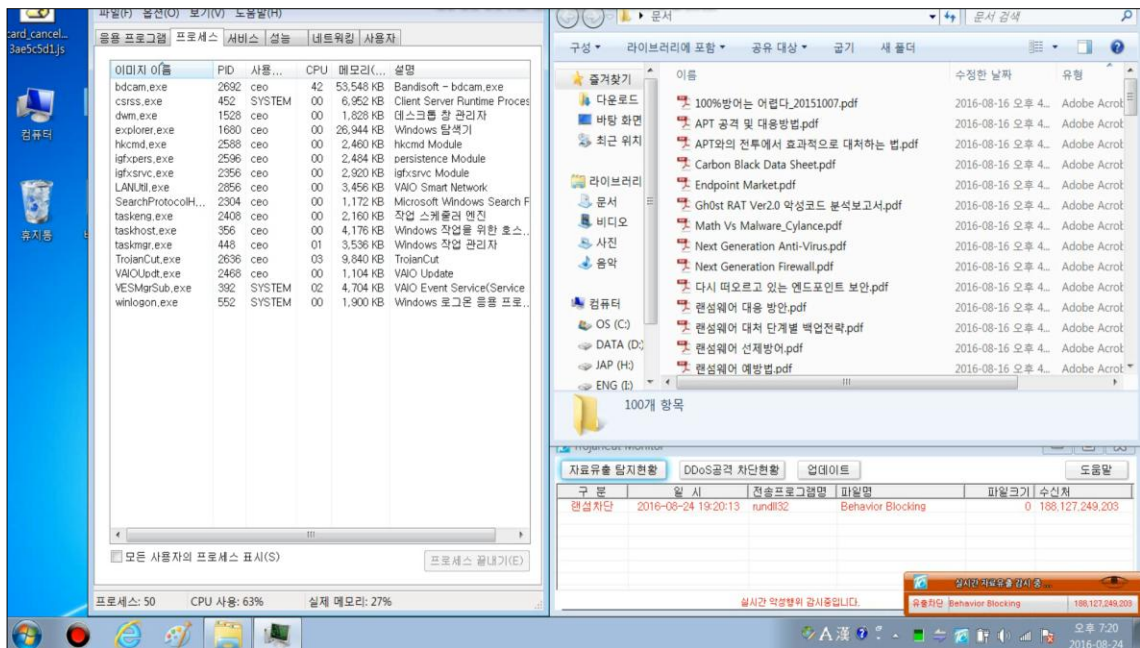 card_cancel...
3ae5c5d1.js
컴퓨터
휴지통
파일(F) 옵션(O) 보기(V) 도움말(H)
응용 프로그램 프로세스 서비스 성능 네트워킹 사용자
이미지 이름 PID 사용... CPU 메모리(... 설명
bdcam.exe 2692 ceo 42 53,548 KB Bandisoft - bdcam.exe
csrss.exe 452 SYSTEM 00 6,952 KB Client Server Runtime Proces
dwm.exe 1528 ceo 00 1,828 KB 데스크톱 창 관리자
explorer.exe 1680 ceo 00 26,944 KB Windows 탐색기
hkcmd.exe 2588 ceo 00 2,460 KB hkcmd Module
igfxpers.exe 2596 ceo 00 2,484 KB persistence Module
igfxsrvc.exe 2356 ceo 00 2,920 KB igfxsrvc Module
LANUtil.exe 2856 ceo 00 3,456 KB VAIO Smart Network
SearchProtocolH... 2304 ceo 00 1,172 KB Microsoft Windows Search F
taskeng.exe 2408 ceo 00 2,160 KB 작업 스케줄러 엔진
taskhost.exe 356 ceo 00 4,176 KB Windows 작업을 위한 호스...
taskmgr.exe 448 ceo 01 3,536 KB Windows 작업 관리자
TrojanCut.exe 2636 ceo 03 9,840 KB TrojanCut
VAIOUpdt.exe 2468 ceo 00 1,104 KB VAIO Update
VESMgrSub.exe 392 SYSTEM 02 4,704 KB VAIO Event Service(Service
winlogon.exe 552 SYSTEM 00 1,900 KB Windows 로그온 응용 프로...
모든 사용자의 프로세스 표시(S) 프로세스 끝내기(E)
프로세스: 50 CPU 사용: 63% 실제 메모리: 27%
문서 문서 검색
구성 라이브러리에 포함 공유 대상 굽기 새 폴더
즐겨찾기
다운로드
바탕 화면
최근 위치
라이브러리
문서
비디오
사진
음악
컴퓨터
OS (C:)
DATA (D:)
JAP (H:)
ENG (I:)
이름 수정한 날짜 유형
100%방어는 어렵다_20151007.pdf 2016-08-16 오후 4... Adobe Acrob
APT 공격 및 대응방법.pdf 2016-08-16 오후 4... Adobe Acrob
APT와의 전투에서 효과적으로 대처하는 법.pdf 2016-08-16 오후 4... Adobe Acrob
Carbon Black Data Sheet.pdf 2016-08-16 오후 4... Adobe Acrob
Endpoint Market.pdf 2016-08-16 오후 4... Adobe Acrob
Gh0st RAT Ver2.0 악성코드 분석보고서.pdf 2016-08-16 오후 4... Adobe Acrob
Math Vs Malware_Cylance.pdf 2016-08-16 오후 4... Adobe Acrob
Next Generation Anti-Virus.pdf 2016-08-16 오후 4... Adobe Acrob
Next Generation Firewall.pdf 2016-08-16 오후 4... Adobe Acrob
다시 떠오르고 있는 엔드포인트 보안.pdf 2016-08-16 오후 4... Adobe Acrob
랜섬웨어 대응 방안.pdf 2016-08-16 오후 4... Adobe Acrob
랜섬웨어 대처 단계별 백업전략.pdf 2016-08-16 오후 4... Adobe Acrob
랜섬웨어 선제방어.pdf 2016-08-16 오후 4... Adobe Acrob
랜섬웨어 예방법.pdf 2016-08-16 오후 4... Adobe Acrob
100개 항목
TrojanCut Monitor
자료유출 탐지현황 DDoS공격 차단현황 업데이트 도움말
구 분 일 시 전송프로그램명 파일명 파일크기 수신처
랜섬차단 2016-08-24 19:20:13 rundll32 Behavior Blocking 0 188,127,249,203
실시간 악성행위 감시중입니다.
실시간 자료유출 감시 중...
유출차단 Behavior Blocking 188,127,249,203
A 漢
오후 7:20
2016-08-24